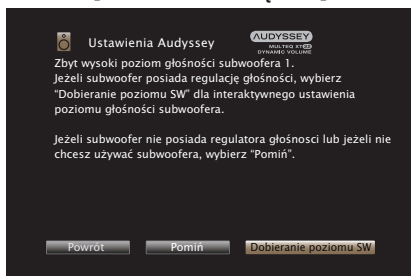 Ustawienia Audyssey
AUDYSSEY
MULTEQ XT32
DYNAMIC VOLUME
Zbyt wysoki poziom głośności subwoofera 1.
Jeżeli subwoofer posiada regulację głośności, wybierz
“Dobieranie poziomu SW” dla interaktywnego ustawienia
poziomu głośności subwoofera.
Jeżeli subwoofer nie posiada regulatora głośnosci lub jeżeli nie
chcesz używać subwoofera, wybierz “Pomiń”.
Powrót
Pomiń
Dobieranie poziomu SW